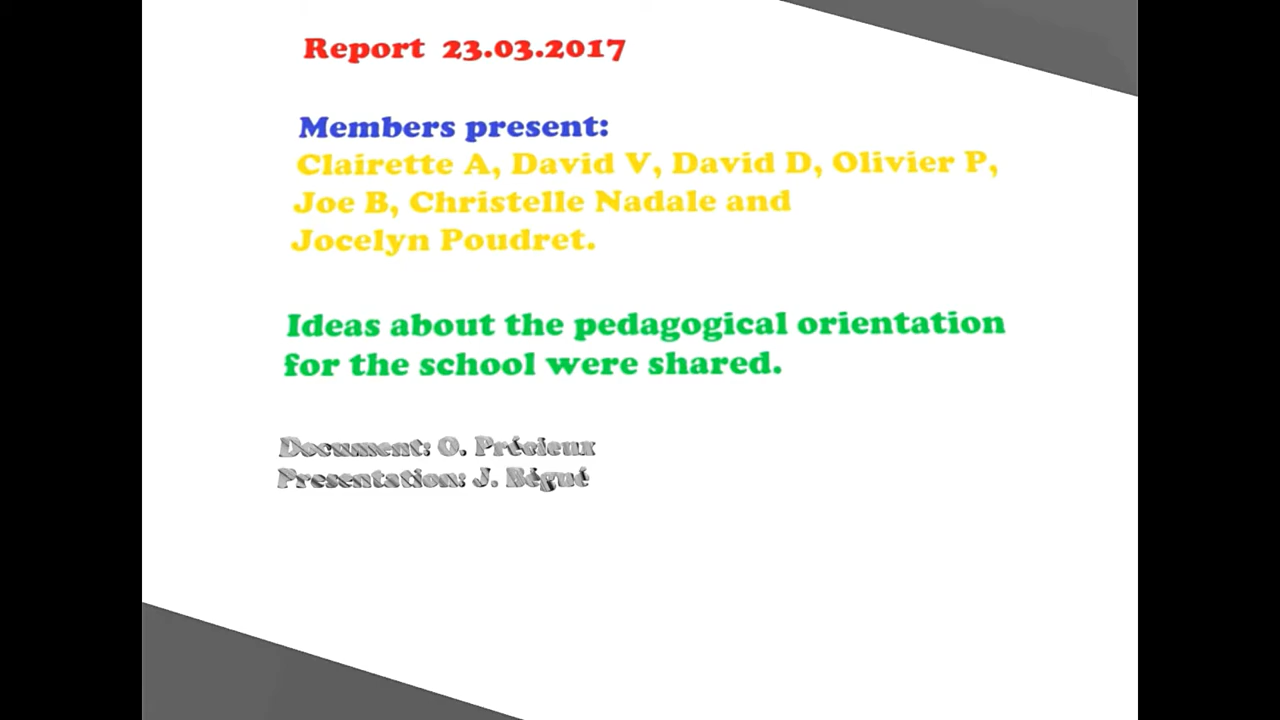 Report 23.03.2017
Members present:
Clairette A, David V, David D, Olivier P,
Joe B, Christelle Nadale and
Jocelyn Poudret.
Ideas about the pedagogical orientation
for the school were shared.
Document: O. Précieux
Presentation: J. Bégué